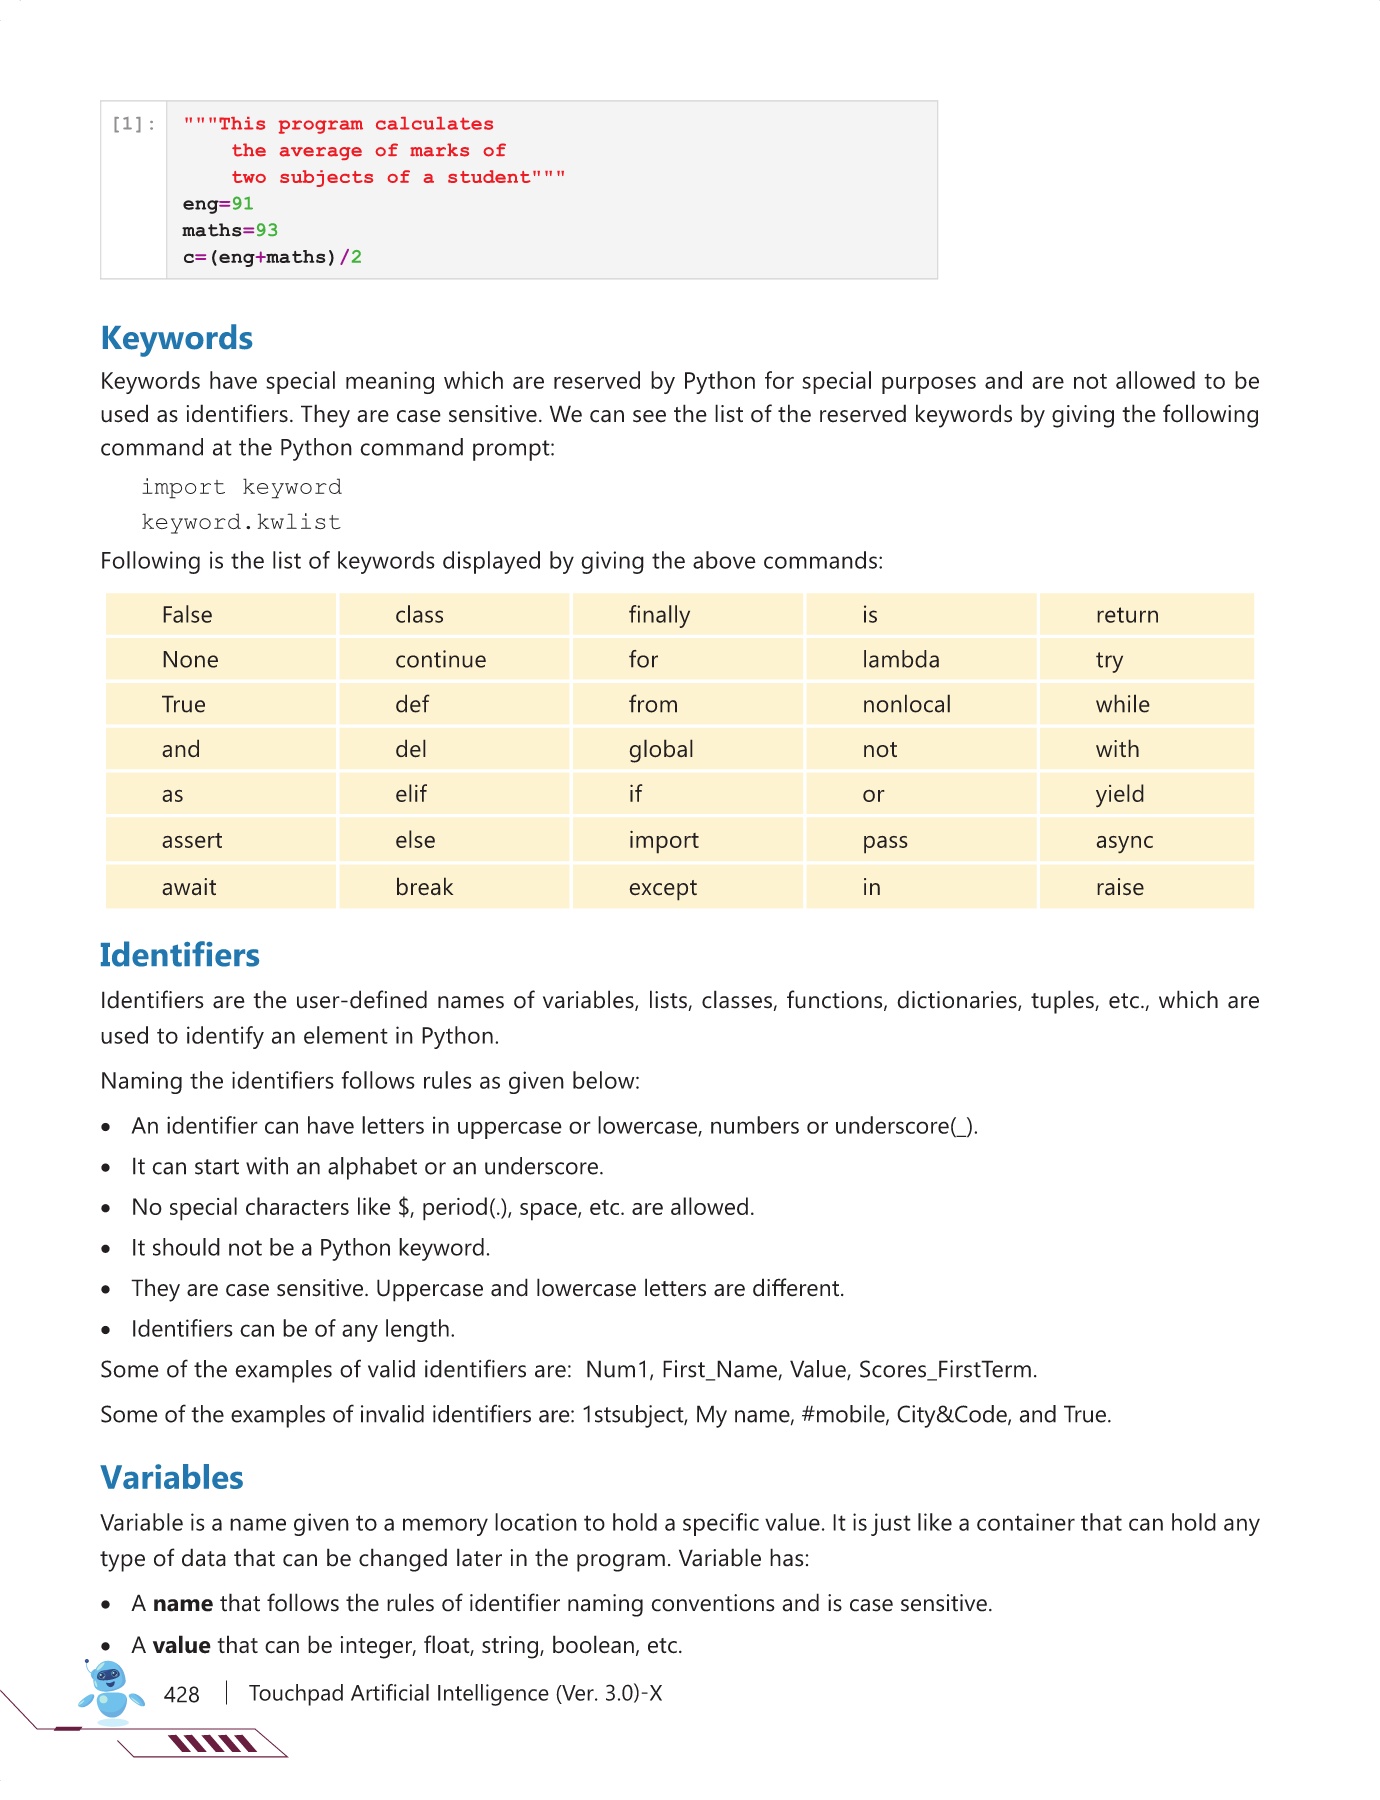 [1]: """This program calculates
the average of marks of
two subjects of a student"""
eng=91
maths=93
c=(eng+maths)/2
Keywords
Keywords have special meaning which are reserved by Python for special purposes and are not allowed to be
used as identifiers. They are case sensitive. We can see the list of the reserved keywords by giving the following
command at the Python command prompt:
import keyword
keyword.kwlist
Following is the list of keywords displayed by giving the above commands:
False class finally is return
None continue for lambda try
True def from nonlocal while
and del global not with
as elif if or yield
assert else import pass async
await break except in raise
Identifiers
Identifiers are the user-defined names of variables, lists, classes, functions, dictionaries, tuples, etc., which are
used to identify an element in Python.
Naming the identifiers follows rules as given below:
• An identifier can have letters in uppercase or lowercase, numbers or underscore(_).
• It can start with an alphabet or an underscore.
• No special characters like $, period(.), space, etc. are allowed.
• It should not be a Python keyword.
• They are case sensitive. Uppercase and lowercase letters are different.
• Identifiers can be of any length.
Some of the examples of valid identifiers are: Num1, First_Name, Value, Scores_FirstTerm.
Some of the examples of invalid identifiers are: 1stsubject, My name, #mobile, City&Code, and True.
Variables
Variable is a name given to a memory location to hold a specific value. It is just like a container that can hold any
type of data that can be changed later in the program. Variable has:
• A name that follows the rules of identifier naming conventions and is case sensitive.
• A value that can be integer, float, string, boolean, etc.
428 | Touchpad Artificial Intelligence (Ver. 3.0)-X